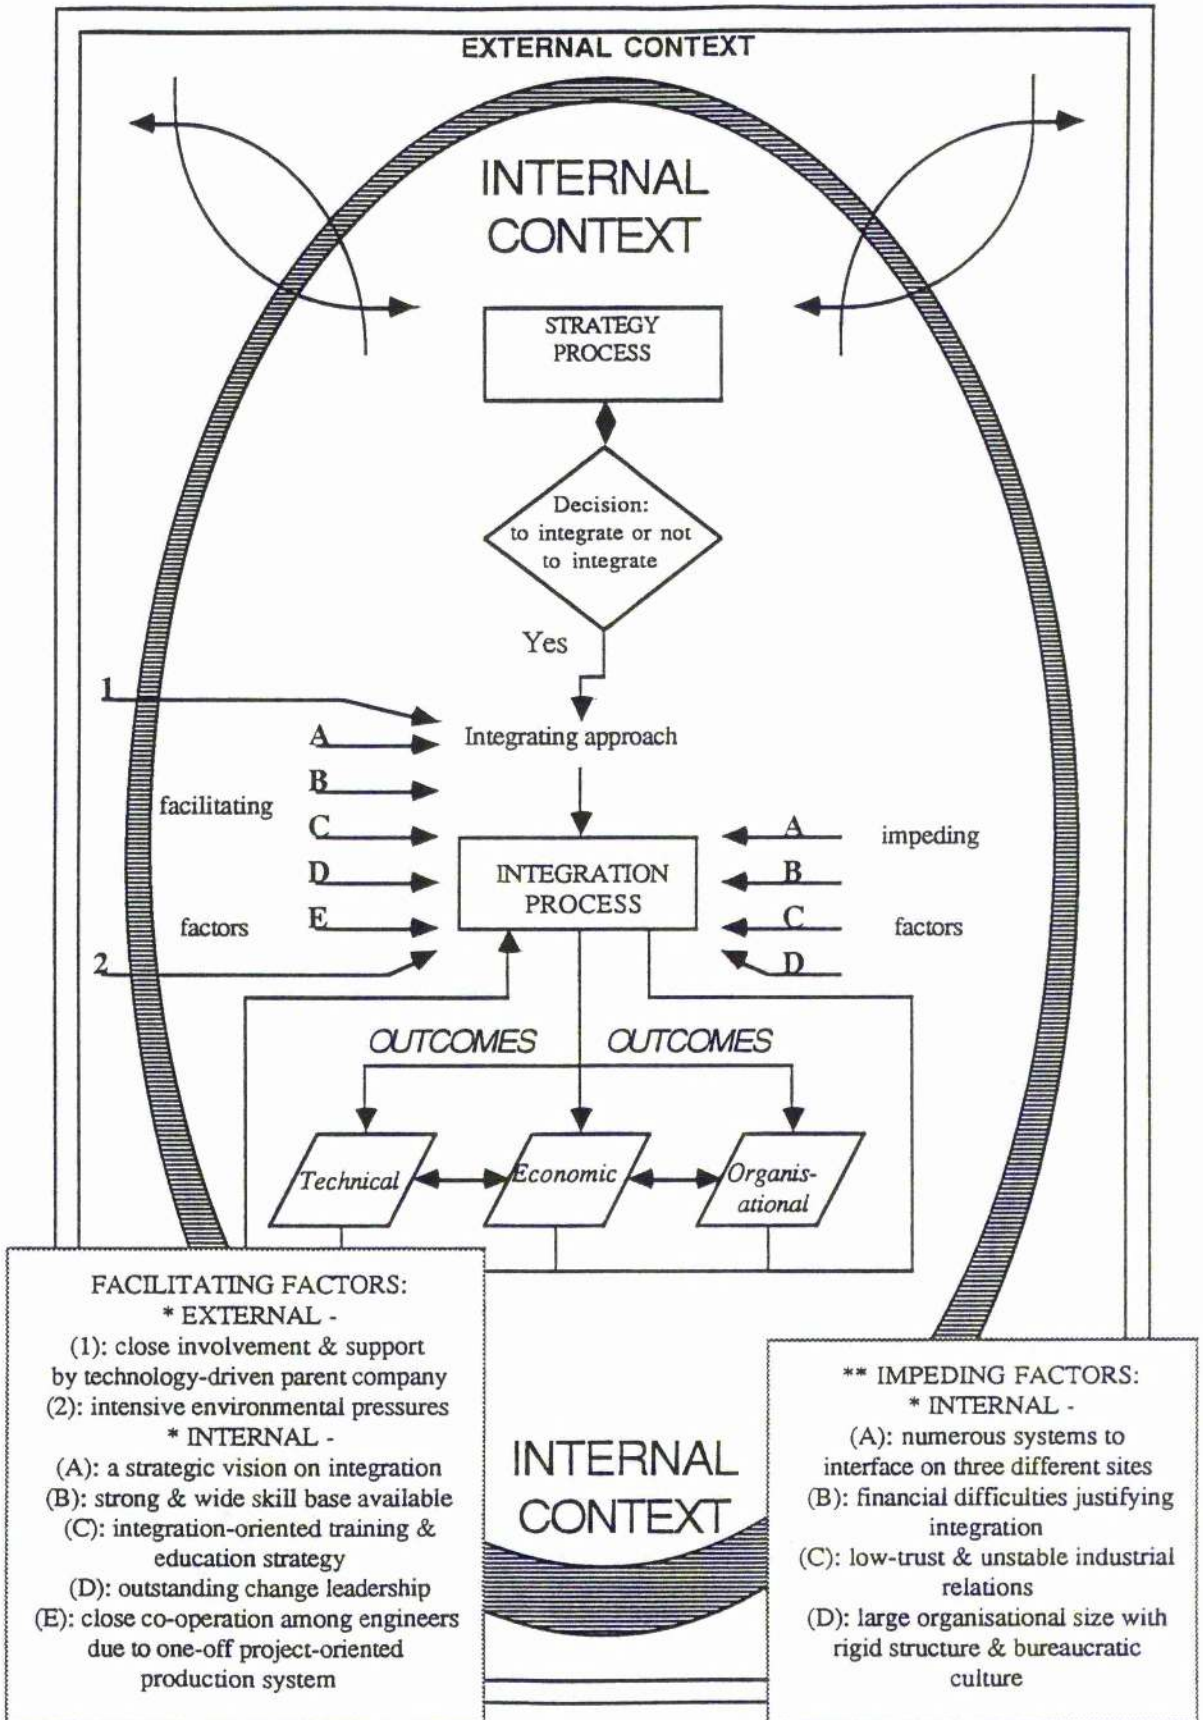 EXTERNAL CONTEXT
INTERNAL
CONTEXT
STRATEGY
PROCESS
Decision:
to integrate or not
to integrate
Yes
1
A
Integrating approach
B
facilitating
C
A
impeding
D
INTEGRATION
PROCESS
B
E
factors
C
factors
2
D
OUTCOMES
OUTCOMES
Technical
Economic
Organis-
ational
FACILITATING FACTORS:
* EXTERNAL -
(1): close involvement & support
by technology-driven parent company
(2): intensive environmental pressures
* INTERNAL -
(A): a strategic vision on integration
(B): strong & wide skill base available
(C): integration-oriented training &
education strategy
(D): outstanding change leadership
(E): close co-operation among engineers
due to one-off project-oriented
production system
INTERNAL
CONTEXT
** IMPEDING FACTORS:
* INTERNAL -
(A): numerous systems to
interface on three different sites
(B): financial difficulties justifying
integration
(C): low-trust & unstable industrial
relations
(D): large organisational size with
rigid structure & bureaucratic
culture